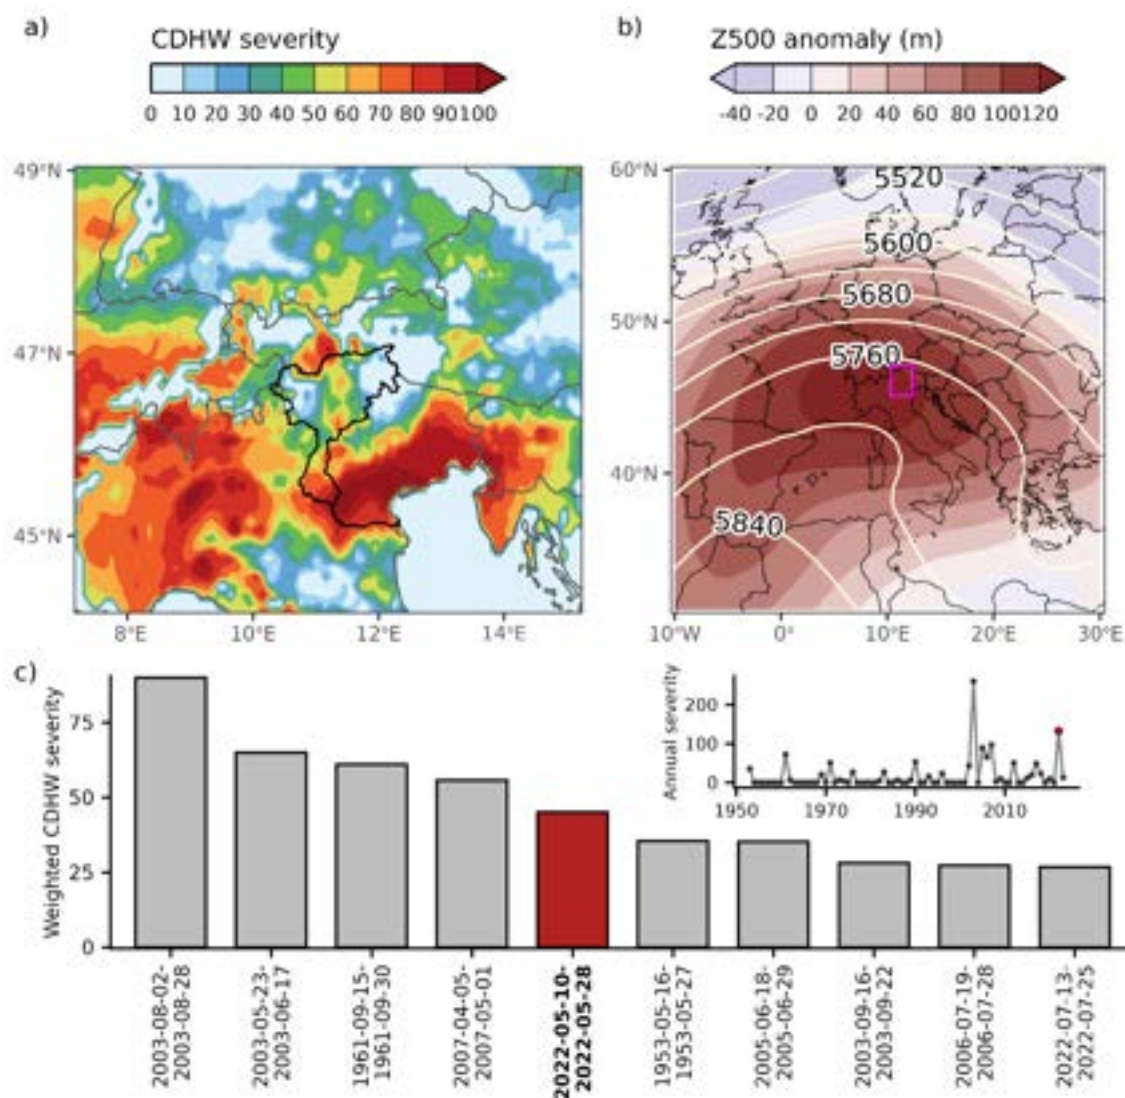 a)
CDHW severity
0 10 20 30 40 50 60 70 80 90100
49°N
47°N
45°N
8°E 10°E 12°E 14°E
b)
Z500 anomaly (m)
-40 -20 0 20 40 60 80 100120
60°N
50°N
40°N
10°W 0° 10°E 20°E 30°E
5520
5600
5680
5760
5840
c)
Weighted CDHW severity
75
50
25
0
2003-08-02-
2003-08-28
2003-05-23-
2003-06-17
1961-09-15-
1961-09-30
2007-04-05-
2007-05-01
2022-05-10-
2022-05-28
1953-05-16-
1953-05-27
2005-06-18-
2005-06-29
2003-09-16-
2003-09-22
2006-07-19-
2006-07-28
2022-07-13-
2022-07-25
Annual severity
200
100
0
1950 1970 1990 2010